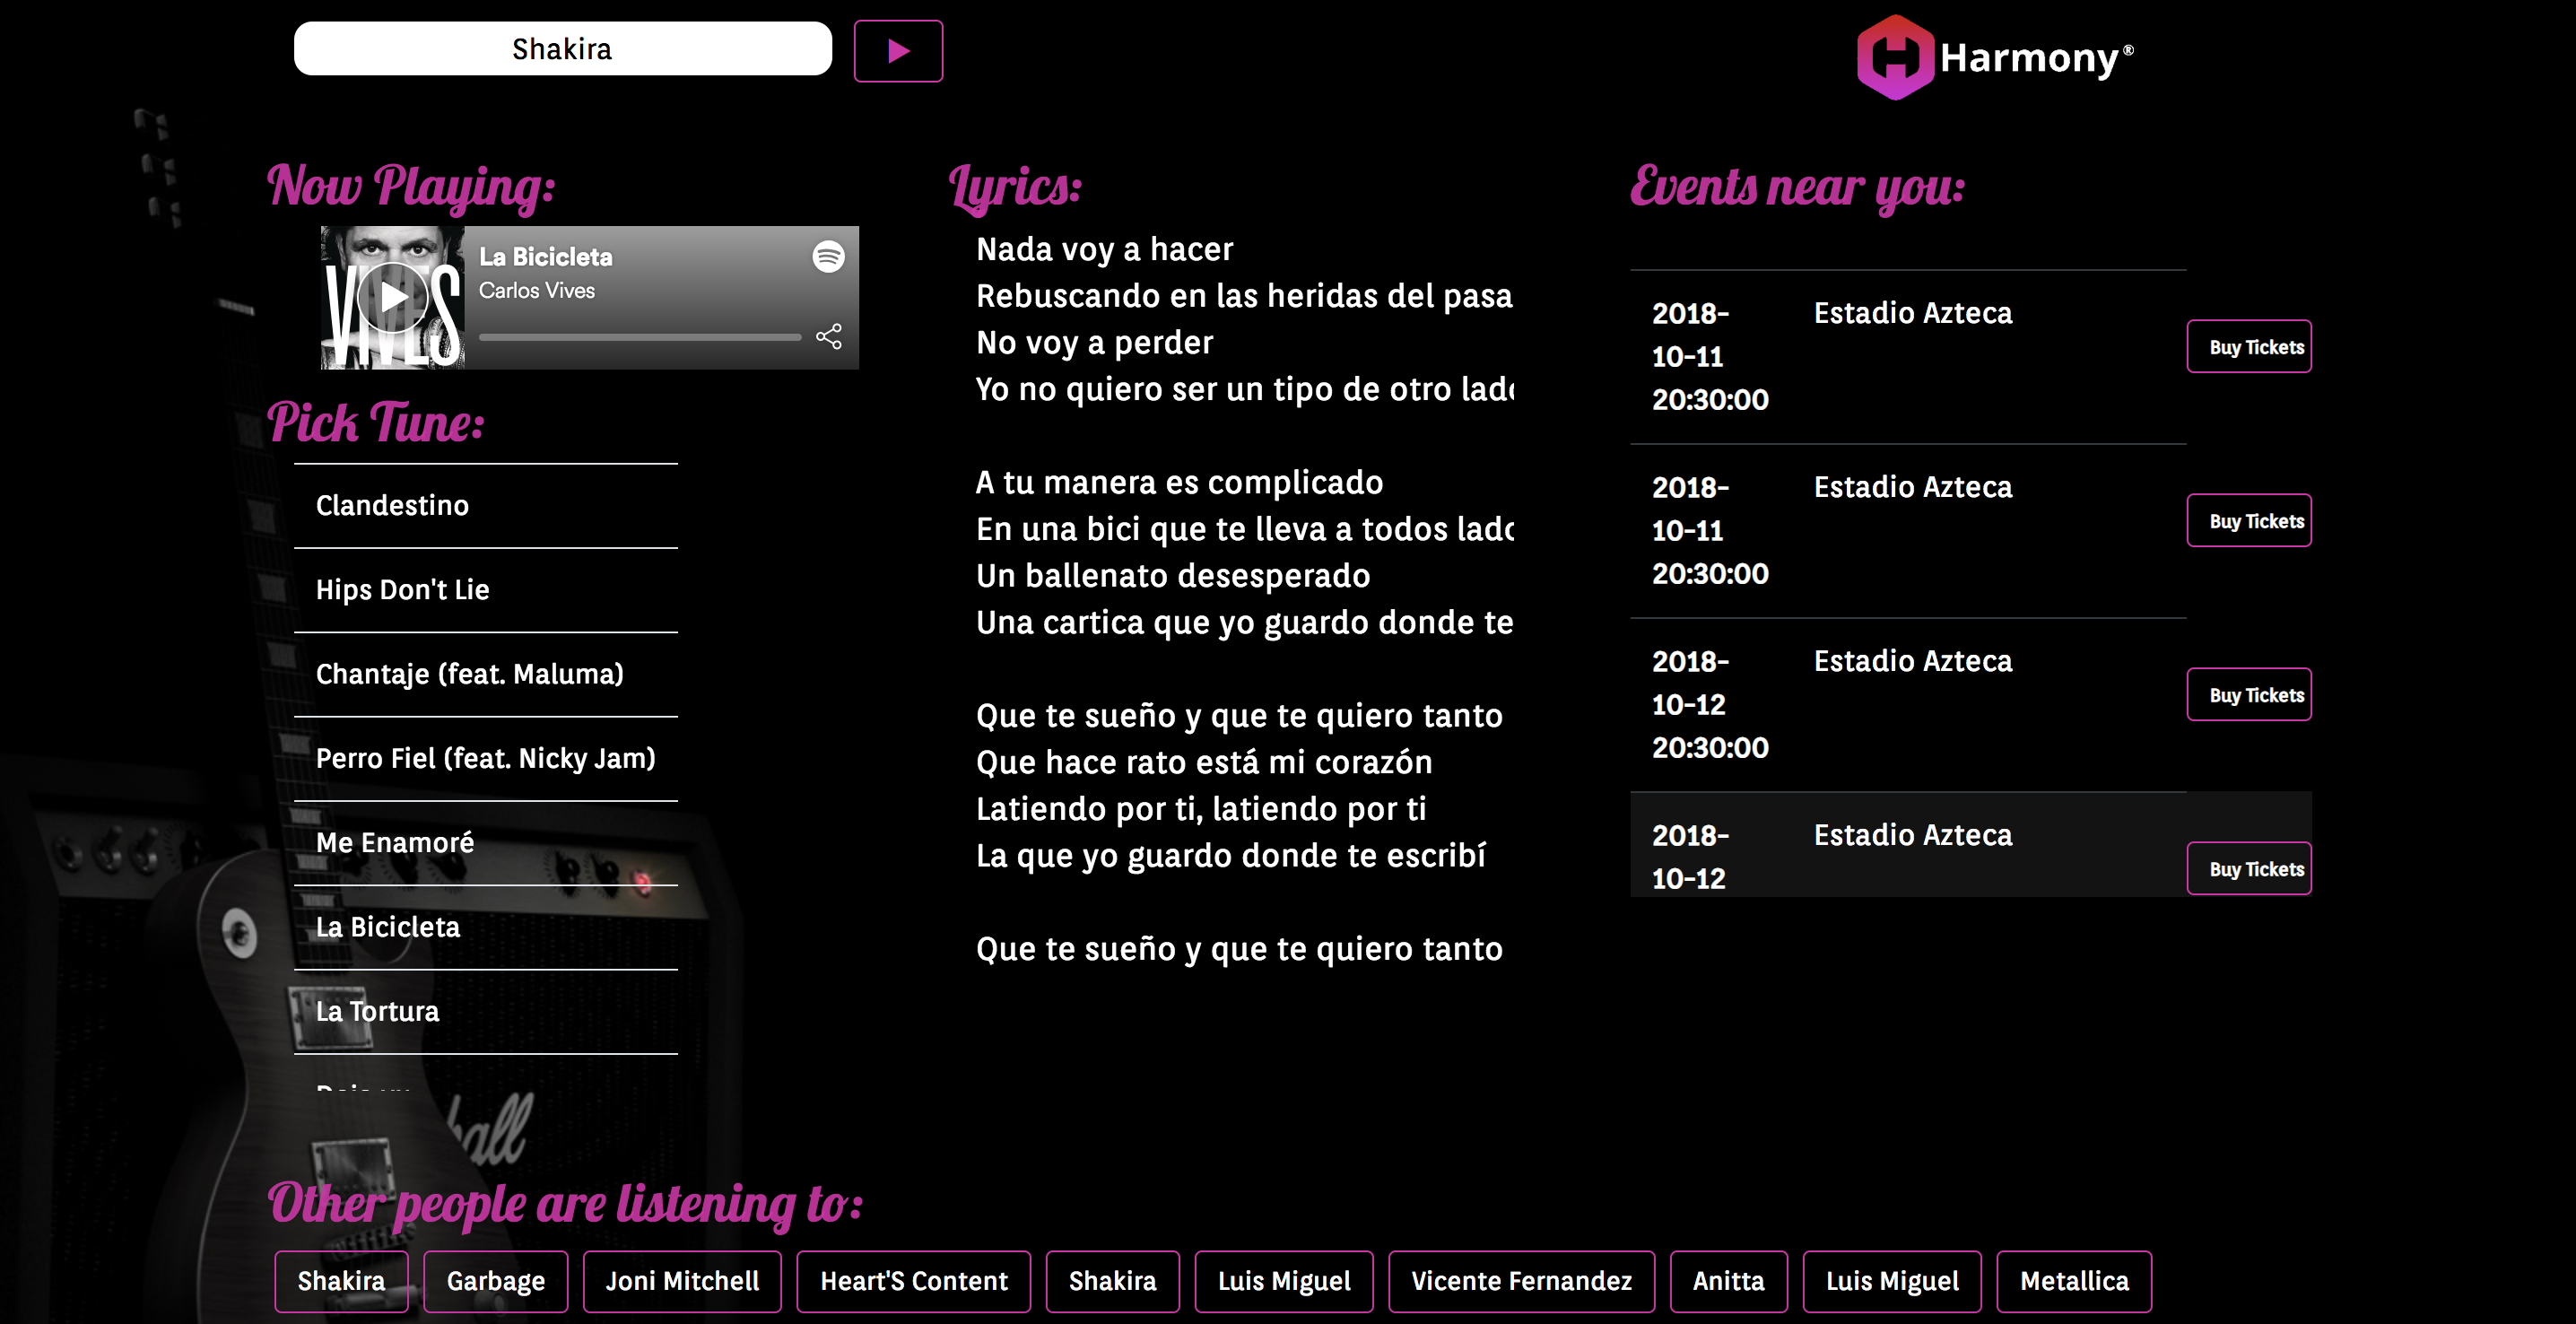 Shakira
Harmony®
Now Playing:
La Bicicleta
Carlos Vives
VIVES
Pick Tune:
Clandestino
Hips Don't Lie
Chantaje (feat. Maluma)
Perro Fiel (feat. Nicky Jam)
Me Enamoré
La Bicicleta
La Tortura
Lyrics:
Nada voy a hacer
Rebuscando en las heridas del pasa
No voy a perder
Yo no quiero ser un tipo de otro lado
A tu manera es complicado
En una bici que te lleva a todos lado
Un ballenato desesperado
Una cartica que yo guardo donde te
Que te sueño y que te quiero tanto
Que hace rato está mi corazón
Latiendo por ti, latiendo por ti
La que yo guardo donde te escribí
Que te sueño y que te quiero tanto
Events near you:
2018-
10-11
20:30:00
Estadio Azteca
Buy Tickets
2018-
10-11
20:30:00
Estadio Azteca
Buy Tickets
2018-
10-12
20:30:00
Estadio Azteca
Buy Tickets
2018-
10-12
Estadio Azteca
Buy Tickets
Other people are listening to:
Shakira
Garbage
Joni Mitchell
Heart'S Content
Shakira
Luis Miguel
Vicente Fernandez
Anitta
Luis Miguel
Metallica